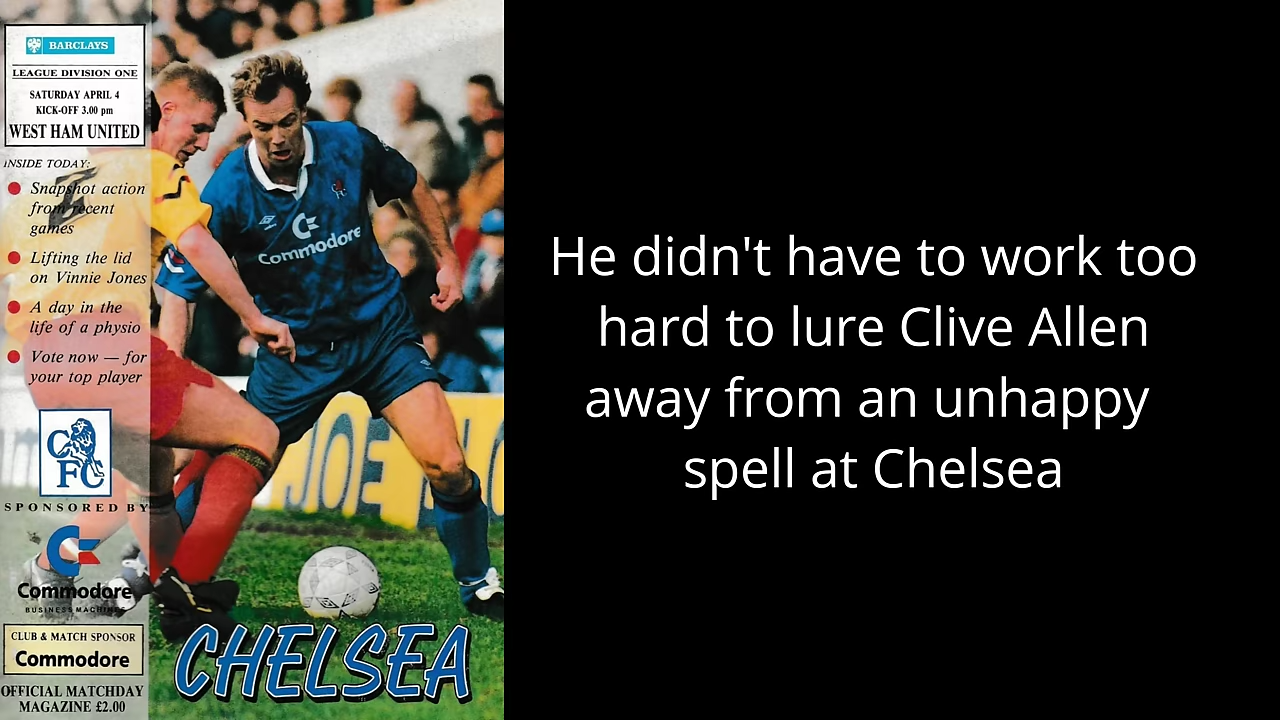 BARCLAYS
LEAGUE DIVISION ONE
SATURDAY APRIL 4
KICK-OFF 3.00 pm
WEST HAM UNITED
INSIDE TODAY:
Snapshot action
from recent
games
Lifting the lid
on Vinnie Jones
A day in the
life of a physio
Vote now — for
your top player
CFC
SPONSORED BY
Commodore
BUSINESS MACHINES
CLUB & MATCH SPONSOR
Commodore
OFFICIAL MATCHDAY
MAGAZINE £2.00
Commodore
JOE
CHELSEA
He didn't have to work too
hard to lure Clive Allen
away from an unhappy
spell at Chelsea